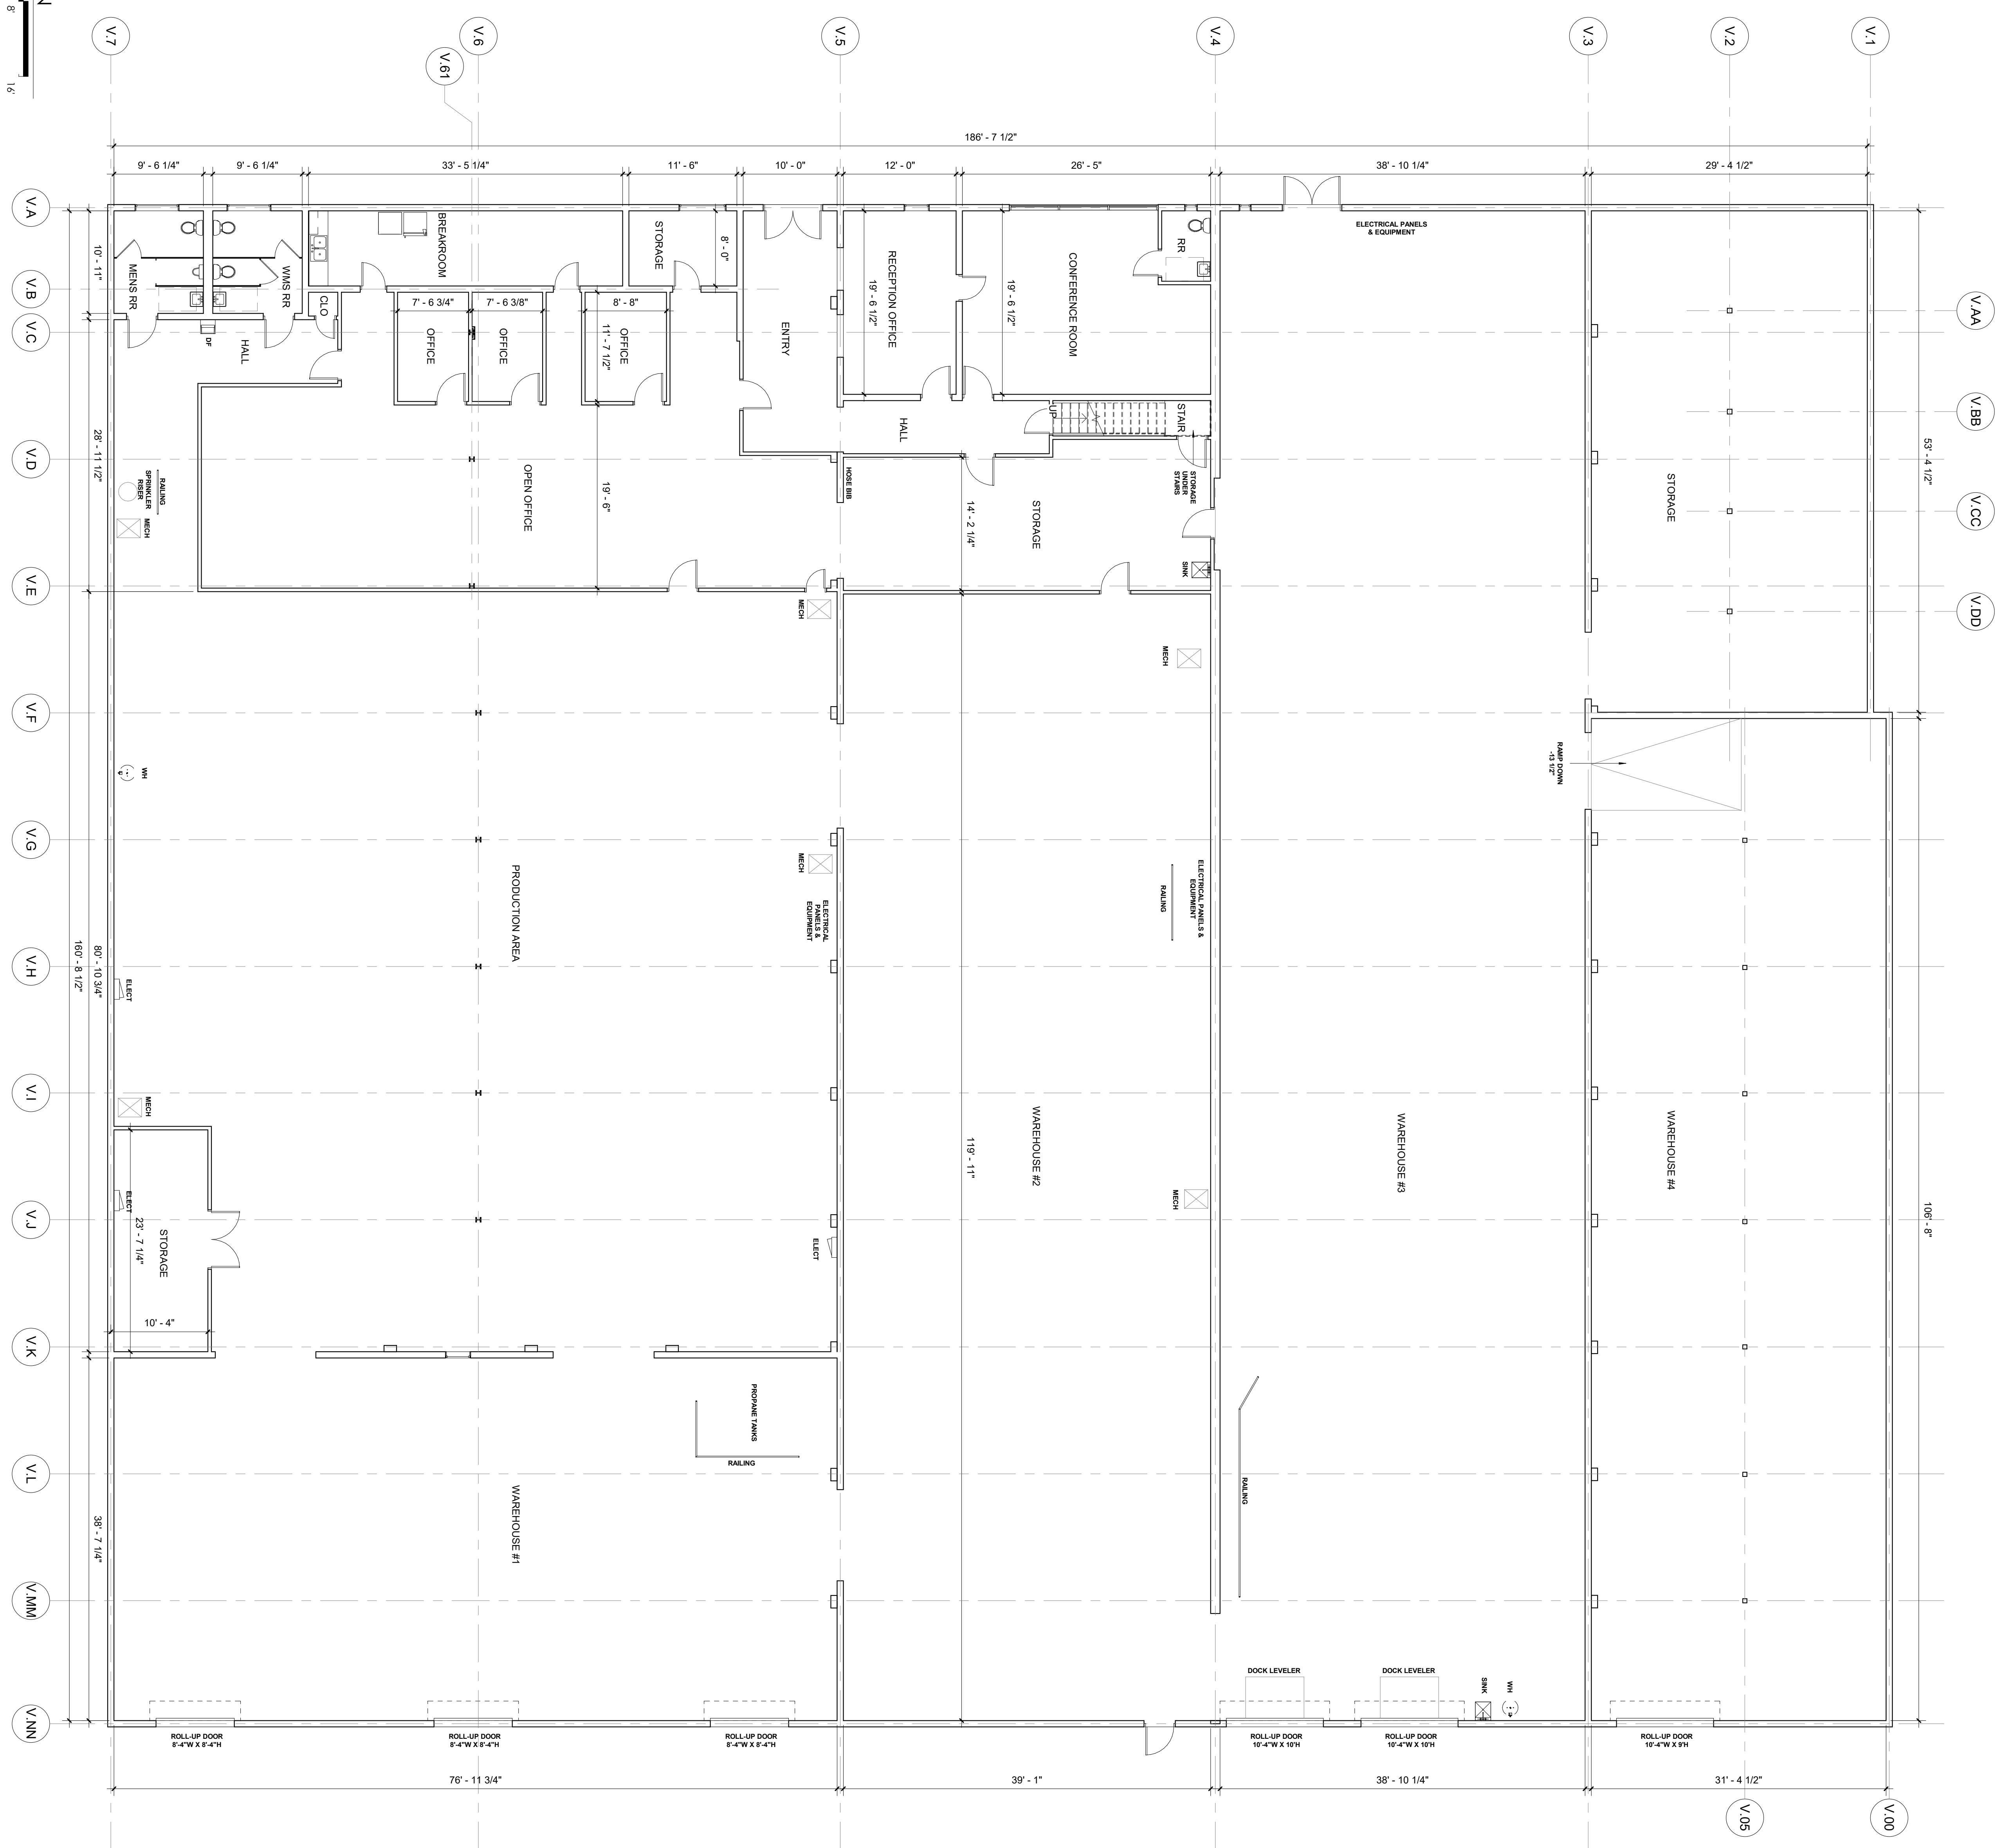 N
8'
16'
V.7
V.61
V.6
V.5
V.4
V.3
V.2
V.1
186' - 7 1/2"
9' - 6 1/4"
9' - 6 1/4"
33' - 5 1/4"
11' - 6"
10' - 0"
12' - 0"
26' - 5"
38' - 10 1/4"
29' - 4 1/2"
V.A
V.B
V.C
V.D
V.E
V.F
V.G
V.H
V.I
V.J
V.K
V.L
V.MM
V.NN
V.AA
V.BB
V.CC
V.DD
10' - 11"
28' - 11 1/2"
80' - 10 3/4"
160' - 8 1/2"
38' - 7 1/4"
53' - 4 1/2"
106' - 8"
MENS RR
WMS RR
DF
HALL
CLO
BREAKROOM
STORAGE
8' - 0"
7' - 6 3/4"
7' - 6 3/8"
8' - 8"
11' - 7 1/2"
OFFICE
OFFICE
OFFICE
ENTRY
RECEPTION OFFICE
19' - 6 1/2"
CONFERENCE ROOM
19' - 6 1/2"
RR
ELECTRICAL PANELS
& EQUIPMENT
HALL
UP
STAIR
STORAGE
UNDER
STAIRS
STORAGE
14' - 2 1/4"
SINK
HOSE BIB
OPEN OFFICE
19' - 6"
RAILING
SPRINKLER
RISER
MECH
STORAGE
MECH
MECH
RAMP DOWN
-13 1/2"
WH
PRODUCTION AREA
MECH
ELECTRICAL
PANELS &
EQUIPMENT
ELECTRICAL PANELS &
EQUIPMENT
RAILING
ELECT
MECH
ELECT
STORAGE
23' - 7 1/4"
10' - 4"
ELECT
WAREHOUSE #2
119' - 11"
MECH
WAREHOUSE #3
WAREHOUSE #4
PROPANE TANKS
RAILING
WAREHOUSE #1
RAILING
DOCK LEVELER
DOCK LEVELER
SINK
WH
ROLL-UP DOOR
8'-4"W X 8'-4"H
ROLL-UP DOOR
8'-4"W X 8'-4"H
ROLL-UP DOOR
8'-4"W X 8'-4"H
ROLL-UP DOOR
10'-4"W X 10'H
ROLL-UP DOOR
10'-4"W X 10'H
ROLL-UP DOOR
10'-4"W X 9'H
76' - 11 3/4"
39' - 1"
38' - 10 1/4"
31' - 4 1/2"
V.05
V.00